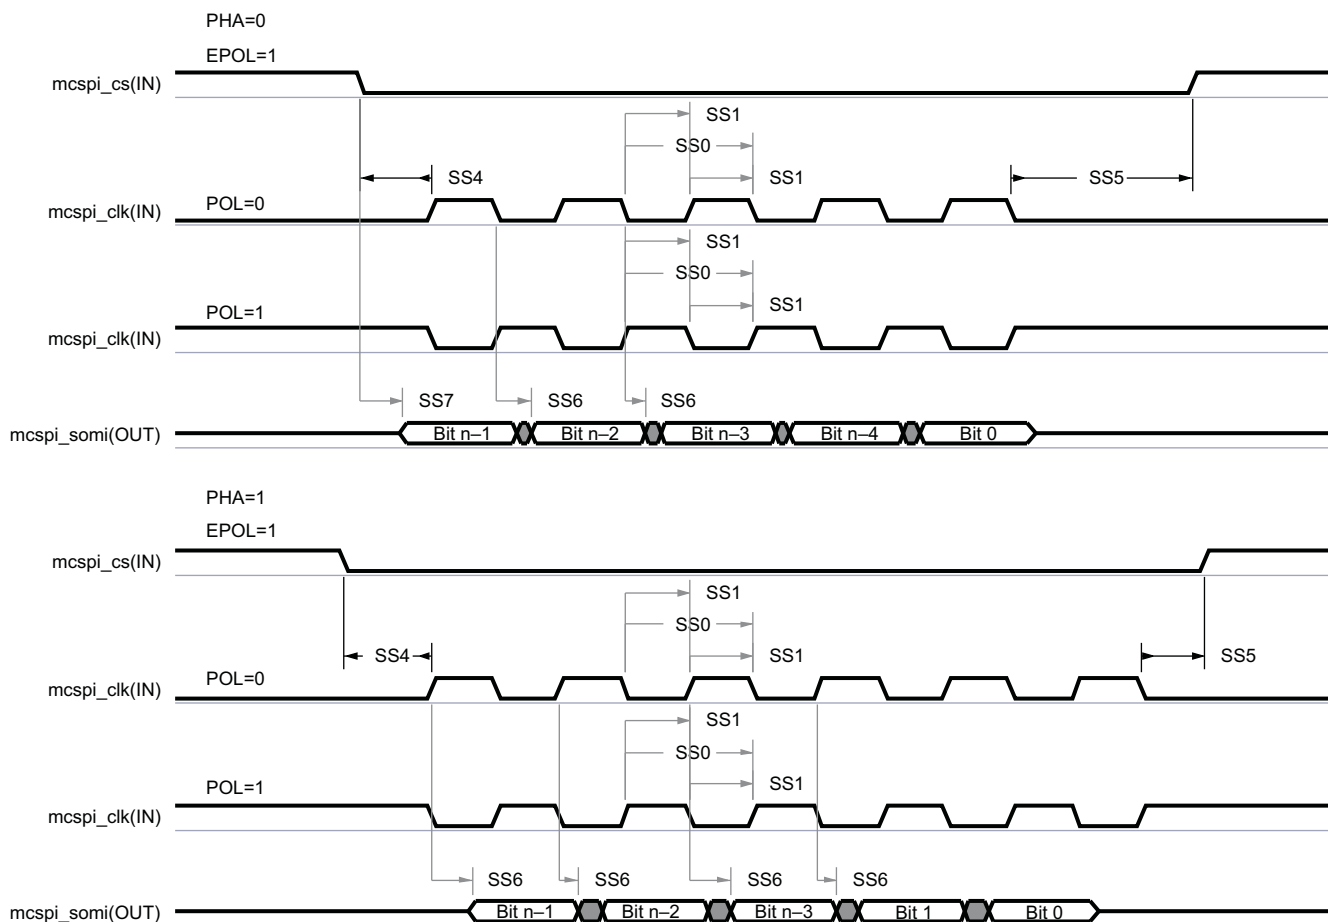 PHA=0
EPOL=1
mcspi_cs(IN)
SS1
SS0
SS4
SS1
SS5
POL=0
mcspi_clk(IN)
SS1
SS0
SS1
POL=1
mcspi_clk(IN)
SS7
SS6
SS6
mcspi_somi(OUT)
Bit n–1
Bit n–2
Bit n–3
Bit n–4
Bit 0
PHA=1
EPOL=1
mcspi_cs(IN)
SS1
SS0
SS4
SS1
SS5
POL=0
mcspi_clk(IN)
SS1
SS0
SS1
POL=1
mcspi_clk(IN)
SS6
SS6
SS6
SS6
mcspi_somi(OUT)
Bit n–1
Bit n–2
Bit n–3
Bit 1
Bit 0